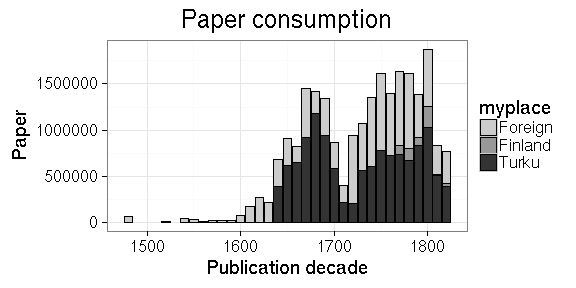 Paper consumption
Paper
1500000
1000000
500000
0
1500 1600 1700 1800
Publication decade
myplace
Foreign
Finland
Turku